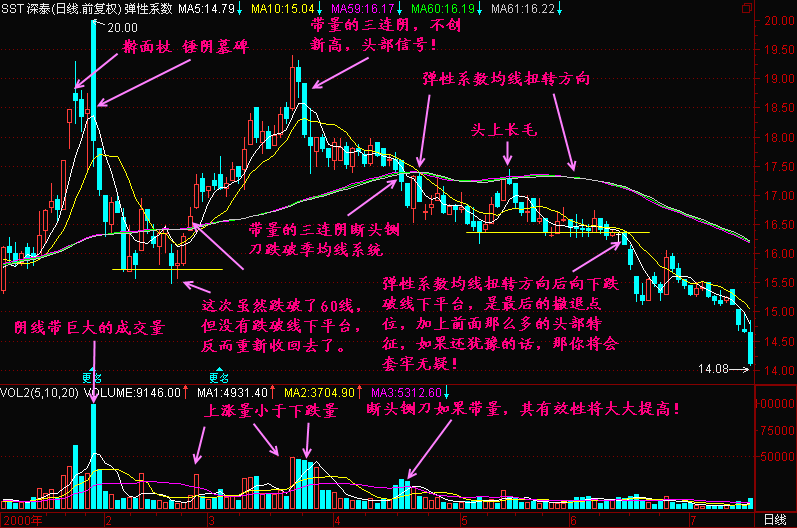 SST深泰(日线.前复权) 弹性系数 MA5:14.79↓ MA10:15.04↓ MA59:16.17↓ MA60:16.19↓ MA61:16.22↓
20.00
擀面杖 锤阴墓碑
带量的三连阴，不创
新高，头部信号！
弹性系数均线扭转方向
头上长毛
带量的三连阴断头铡
刀跌破季均线系统
这次虽然跌破了60线，
但没有跌破线下平台，
反而重新收回去了。
弹性系数均线扭转方向后向下跌
破线下平台，是最后的撤退点
位，加上前面那么多的头部特
征，如果还犹豫的话，那你将会
套牢无疑！
阴线带巨大的成交量
14.08
更名
更名
20.00
19.50
19.00
18.50
18.00
17.50
17.00
16.50
16.00
15.50
15.00
14.50
14.00
VOL2(5,10,20) VOLUME:9146.00↑ MA1:4931.40↑ MA2:3704.90↑ MA3:5312.60↓
上涨量小于下跌量
断头铡刀如果带量，其有效性将大大提高！
100000
75000
50000
2000年
2
3
4
5
6
7
日线